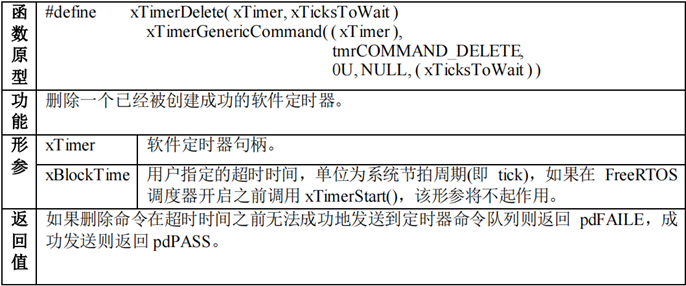 函数原型
#define xTimerDelete( xTimer, xTicksToWait )
xTimerGenericCommand( ( xTimer ),
tmrCOMMAND_DELETE,
0U, NULL, ( xTicksToWait ) )
功能
删除一个已经被创建成功的软件定时器。
形参
xTimer 软件定时器句柄。
xBlockTime 用户指定的超时时间，单位为系统节拍周期(即 tick)，如果在 FreeRTOS
调度器开启之前调用 xTimerStart()，该形参将不起作用。
返回值
如果删除命令在超时时间之前无法成功地发送到定时器命令队列则返回 pdFAILE，成
功发送则返回 pdPASS。